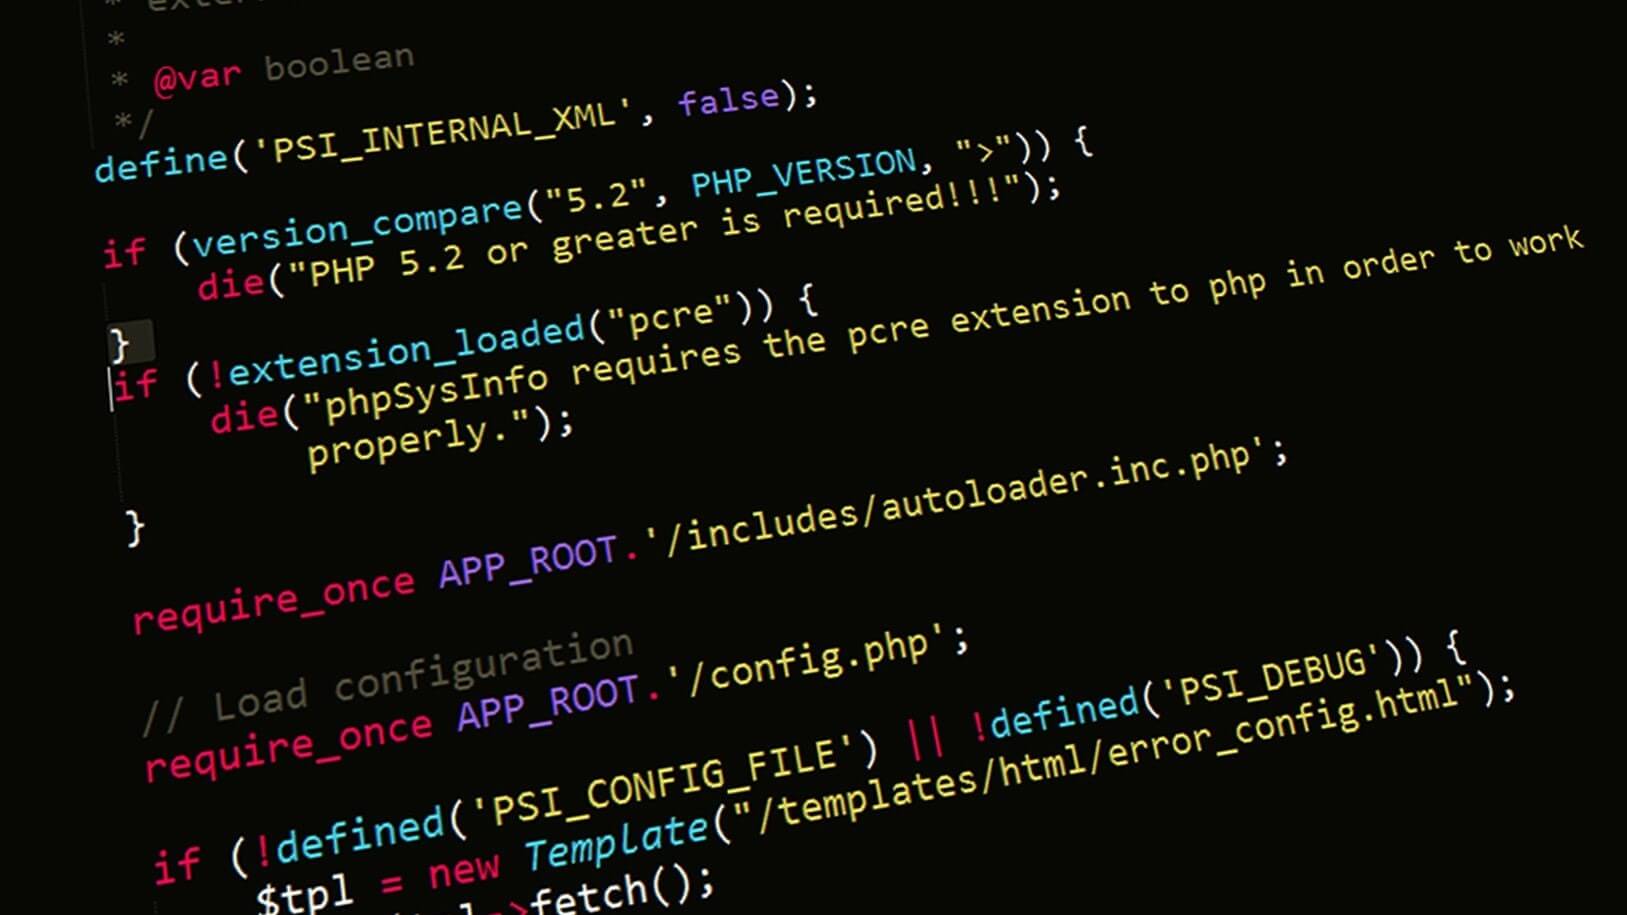 *
*
* @var boolean
*/
define('PSI_INTERNAL_XML', false);
if (version_compare("5.2", PHP_VERSION, ">")) {
die("PHP 5.2 or greater is required!!!");
}
if (!extension_loaded("pcre")) {
die("phpSysInfo requires the pcre extension to php in order to work
properly.");
}
require_once APP_ROOT.'/includes/autoloader.inc.php';
// Load configuration
require_once APP_ROOT.'/config.php';
if (!defined('PSI_CONFIG_FILE') || !defined('PSI_DEBUG')) {
$tpl = new Template("/templates/html/error_config.html");
fetch();